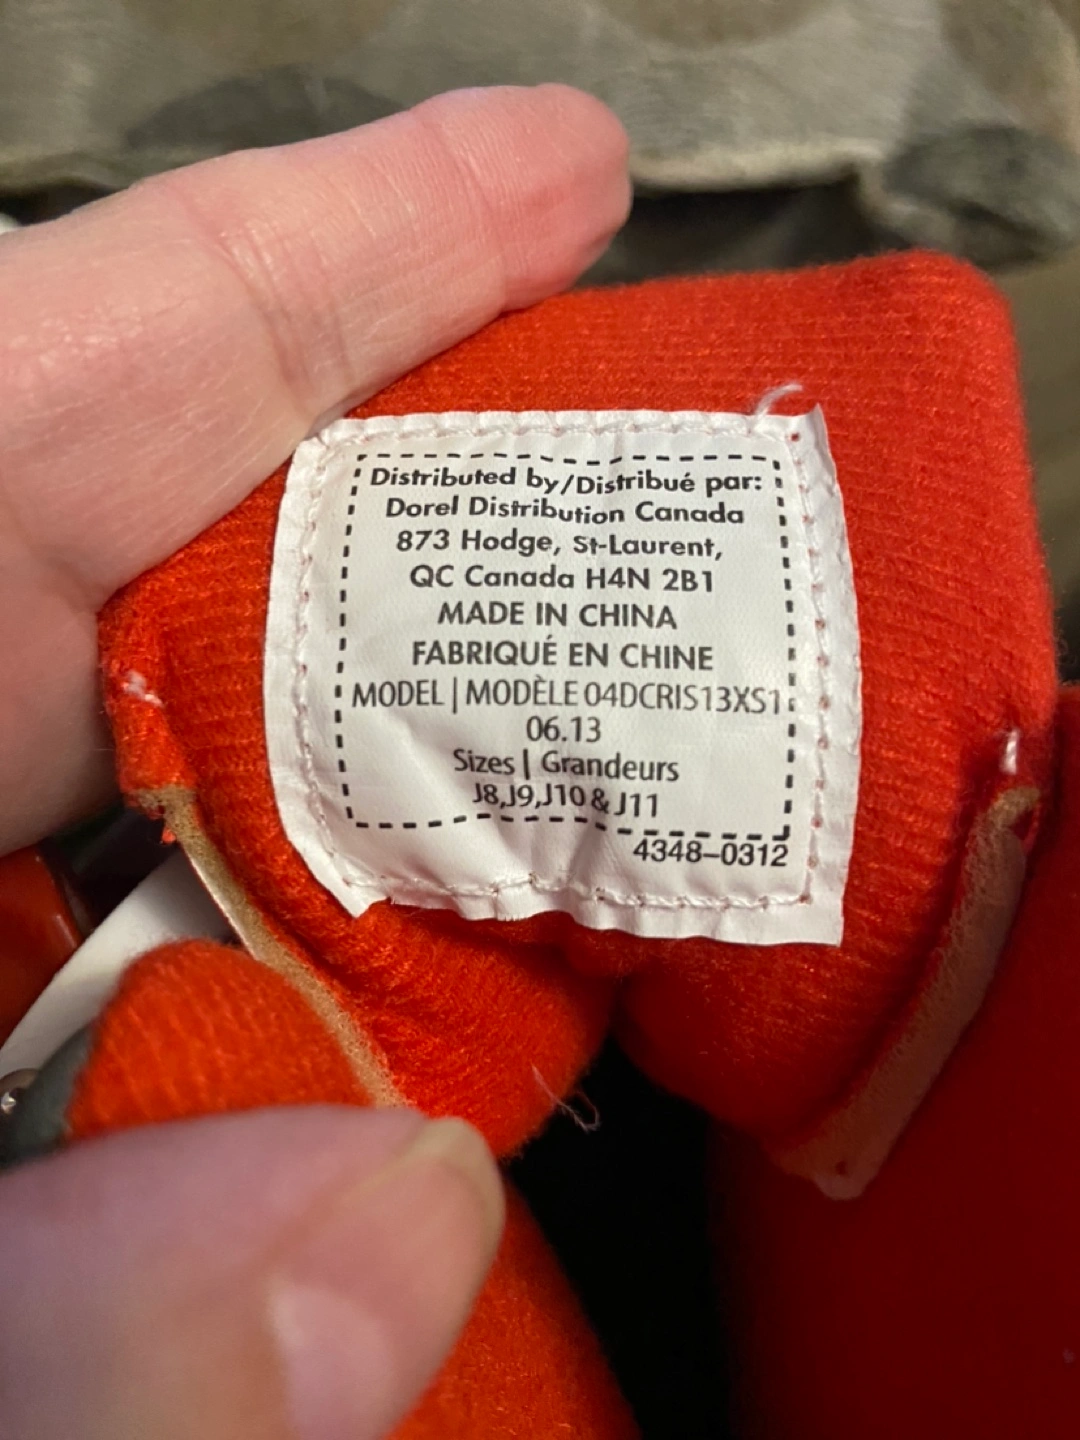 Distributed by/Distribué par:
Dorel Distribution Canada
873 Hodge, St-Laurent,
QC Canada H4N 2B1
MADE IN CHINA
FABRIQUÉ EN CHINE
MODEL | MODÈLE 04DCRIS13XS1
06.13
Sizes | Grandeurs
J8,J9,J10 & J11
4348-0312